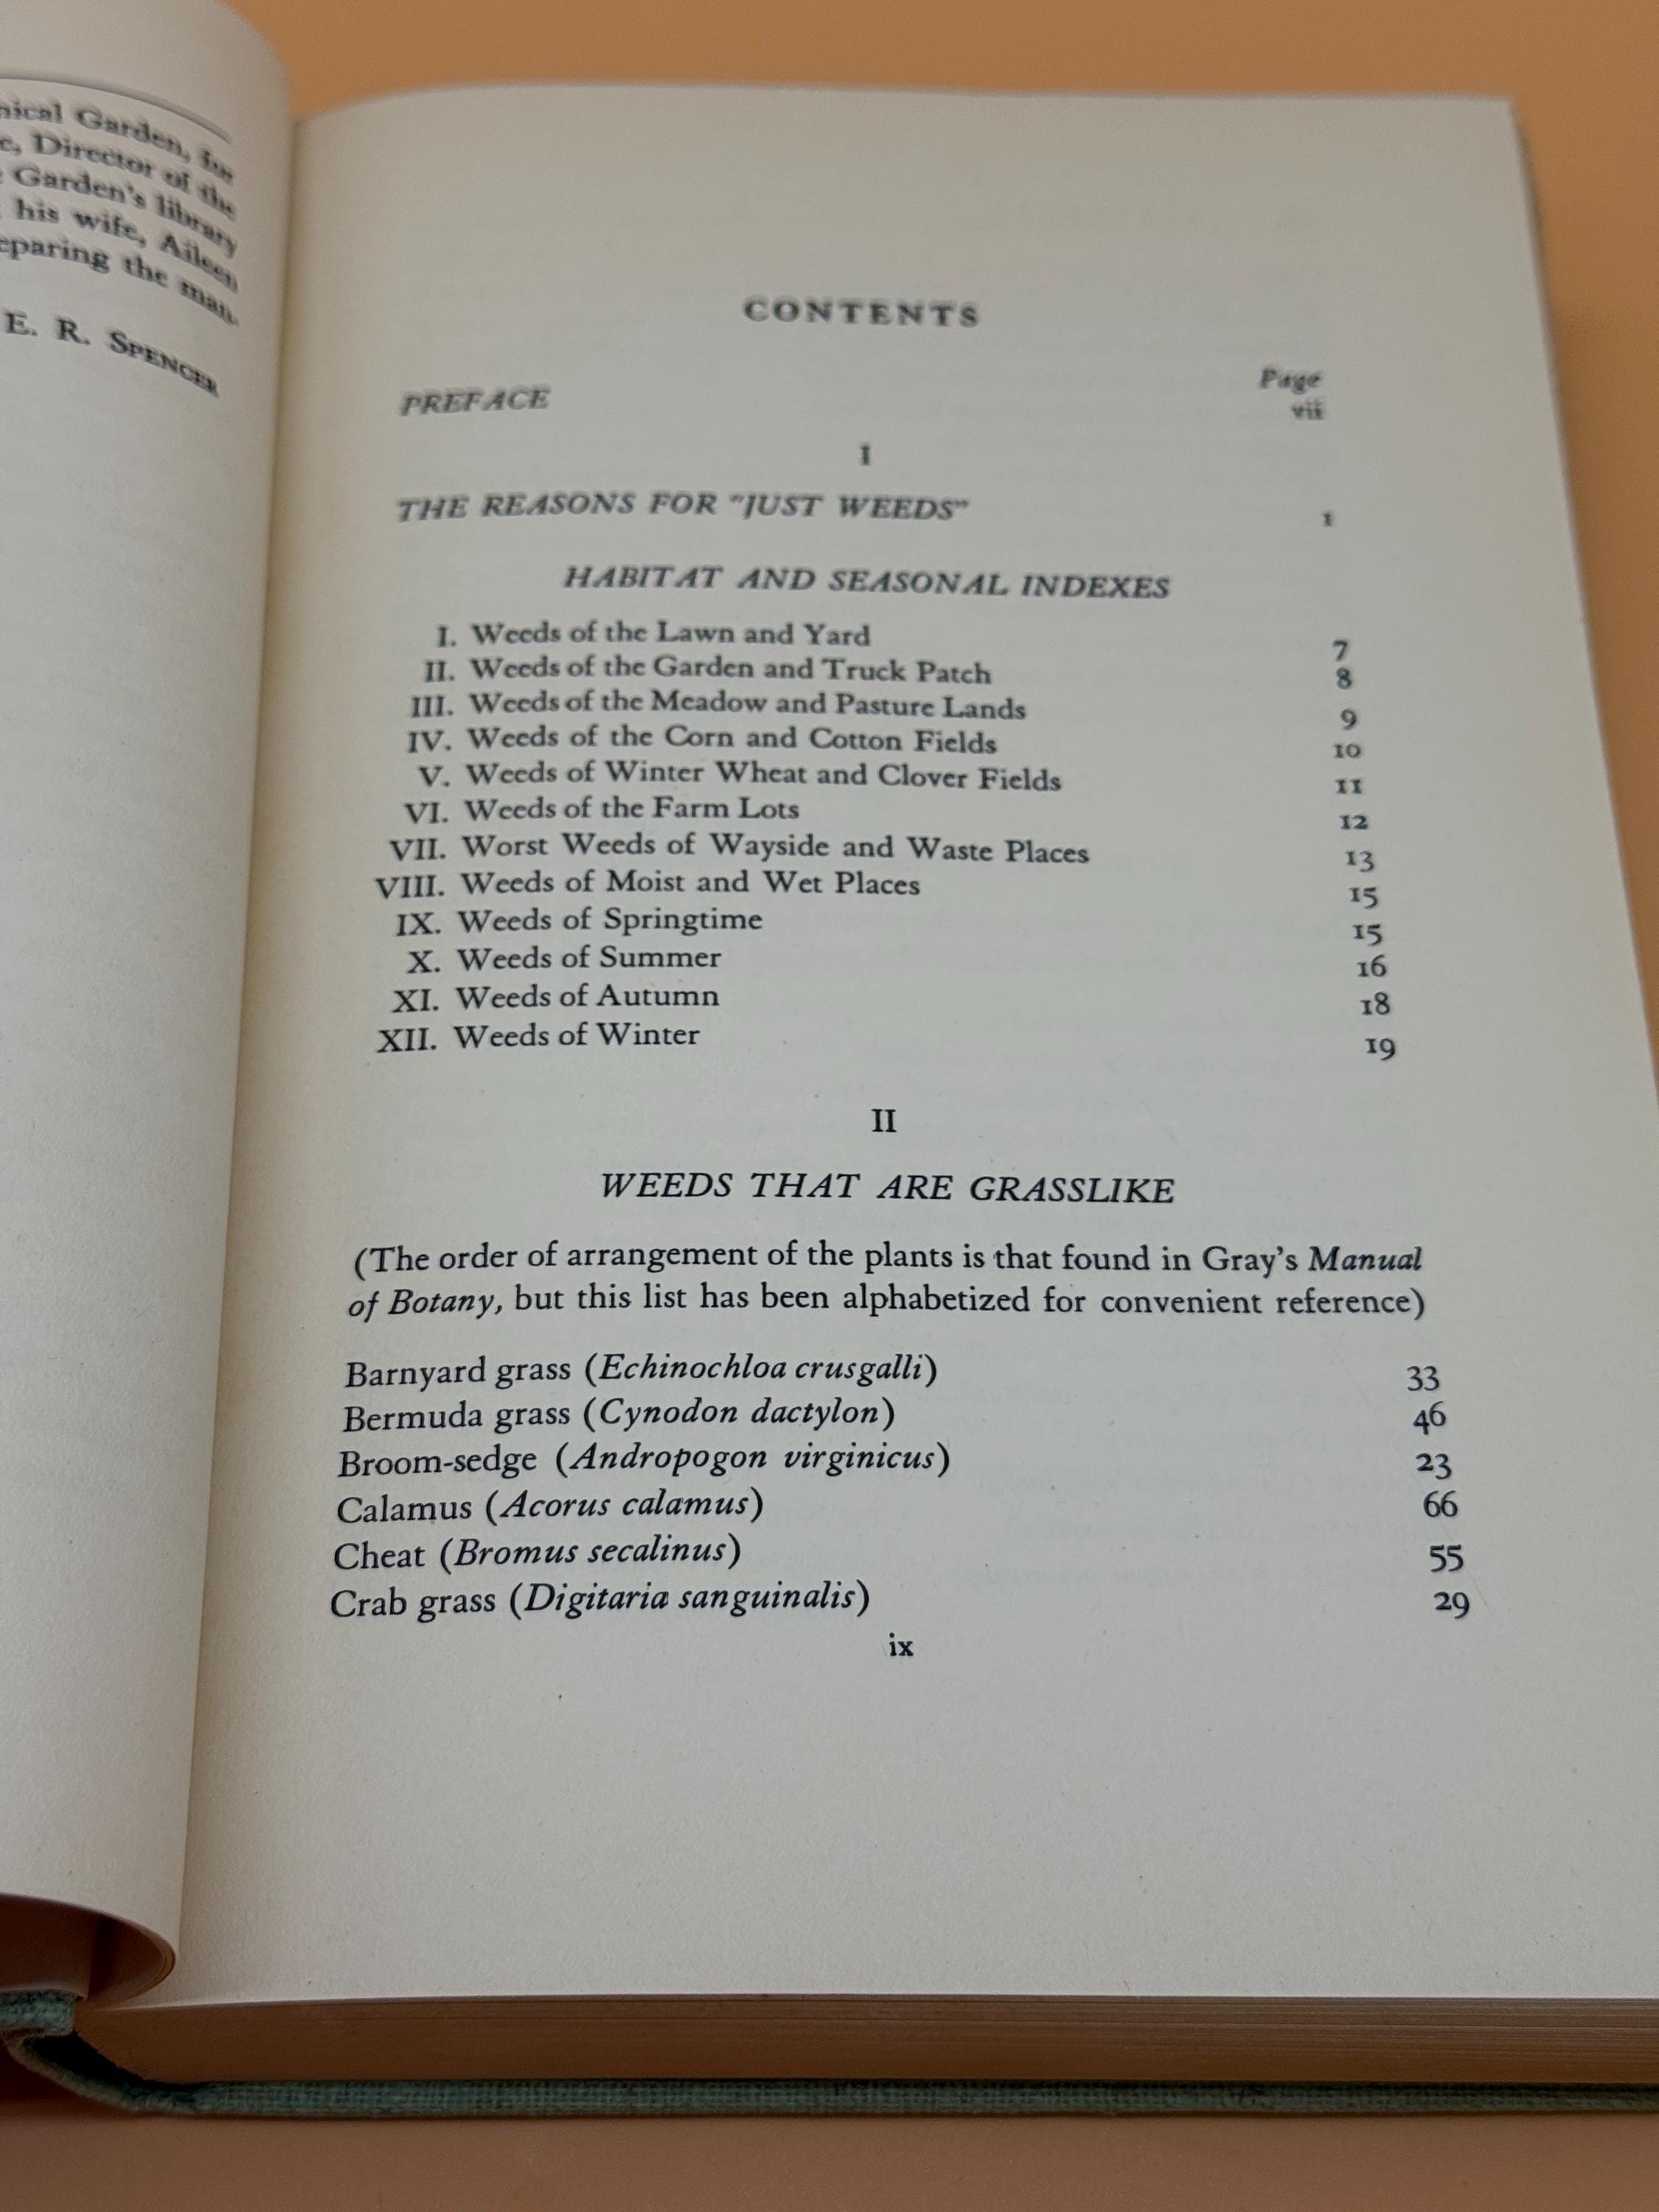 nical Garden, for
c, Director of the
Garden's library
his wife, Aileen
eparing the man-
E. R. SPENCER
CONTENTS
Page
PREFACE vii
I
THE REASONS FOR "JUST WEEDS" 1
HABITAT AND SEASONAL INDEXES
I. Weeds of the Lawn and Yard 7
II. Weeds of the Garden and Truck Patch 8
III. Weeds of the Meadow and Pasture Lands 9
IV. Weeds of the Corn and Cotton Fields 10
V. Weeds of Winter Wheat and Clover Fields 11
VI. Weeds of the Farm Lots 12
VII. Worst Weeds of Wayside and Waste Places 13
VIII. Weeds of Moist and Wet Places 15
IX. Weeds of Springtime 15
X. Weeds of Summer 16
XI. Weeds of Autumn 18
XII. Weeds of Winter 19
II
WEEDS THAT ARE GRASSLIKE
(The order of arrangement of the plants is that found in Gray's Manual
of Botany, but this list has been alphabetized for convenient reference)
Barnyard grass (Echinochloa crusgalli) 33
Bermuda grass (Cynodon dactylon) 46
Broom-sedge (Andropogon virginicus) 23
Calamus (Acorus calamus) 66
Cheat (Bromus secalinus) 55
Crab grass (Digitaria sanguinalis) 29
ix